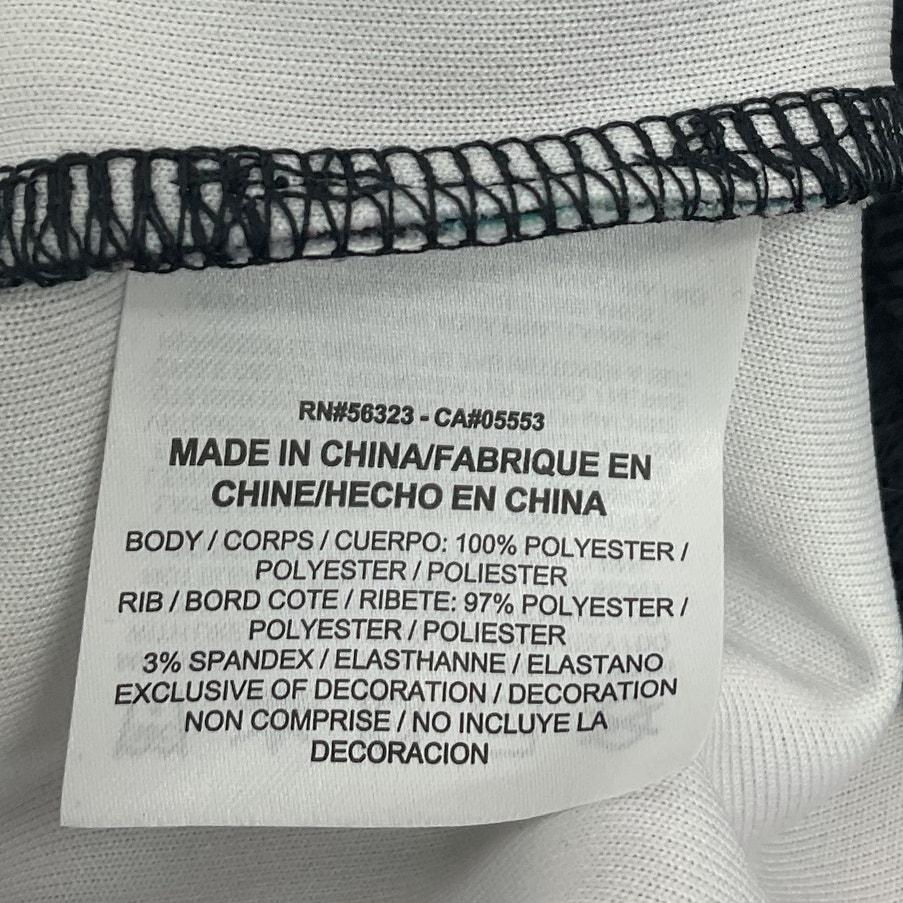 RN#56323 - CA#05553
MADE IN CHINA/FABRIQUE EN
CHINE/HECHO EN CHINA
BODY / CORPS / CUERPO: 100% POLYESTER /
POLYESTER / POLIESTER
RIB / BORD COTE / RIBETE: 97% POLYESTER /
POLYESTER / POLIESTER
3% SPANDEX / ELASTHANNE / ELASTANO
EXCLUSIVE OF DECORATION / DECORATION
NON COMPRISE / NO INCLUYE LA
DECORACION